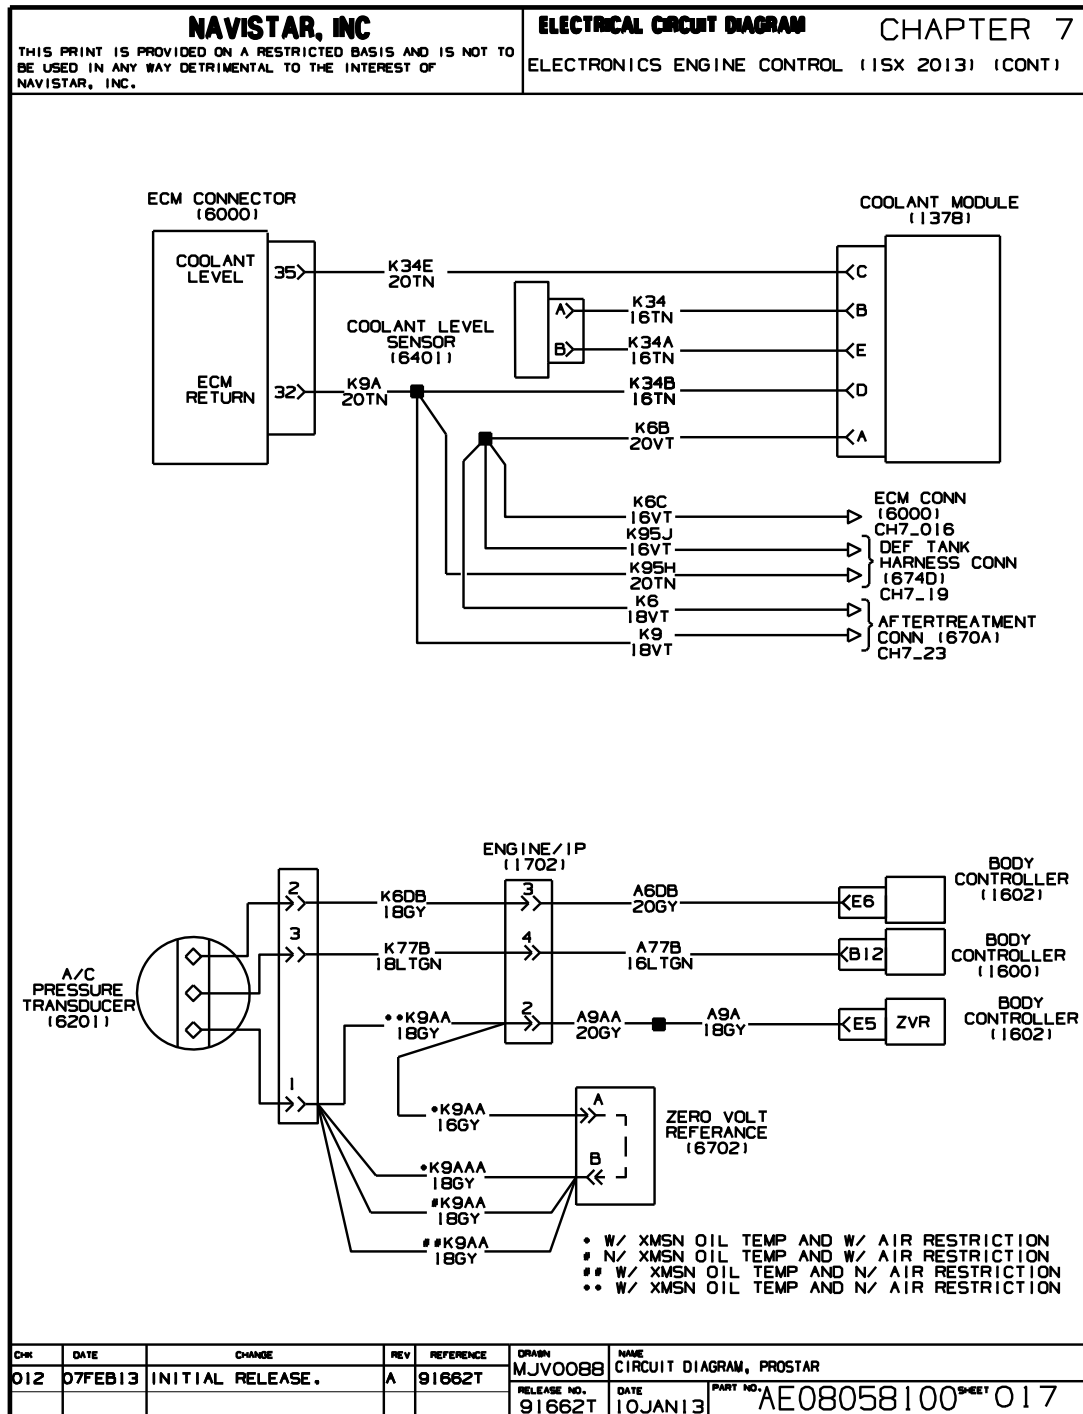 NAVISTAR, INC
THIS PRINT IS PROVIDED ON A RESTRICTED BASIS AND IS NOT TO
BE USED IN ANY WAY DETRIMENTAL TO THE INTEREST OF
NAVISTAR, INC.
ELECTRICAL CIRCUIT DIAGRAM
CHAPTER 7
ELECTRONICS ENGINE CONTROL (ISX 2013) (CONT)
ECM CONNECTOR
(6000)
COOLANT
LEVEL
35
ECM
RETURN
32
K34E
20TN
COOLANT LEVEL
SENSOR
(6401)
K9A
20TN
A
B
K34
16TN
K34A
16TN
K34B
16TN
K6B
20VT
COOLANT MODULE
(1378)
C
B
E
D
A
K6C
16VT
K95J
16VT
K95H
20TN
K6
18VT
K9
18VT
ECM CONN
(6000)
CH7_016
DEF TANK
HARNESS CONN
(6740)
CH7_19
AFTERTREATMENT
CONN (670A)
CH7_23
A/C
PRESSURE
TRANSDUCER
(6201)
2
3
1
K6DB
18GY
K77B
18LTGN
**K9AA
18GY
ENGINE/IP
(1702)
3
4
2
A6DB
20GY
A77B
16LTGN
A9AA
20GY
A9A
18GY
E6
BODY
CONTROLLER
(1602)
B12
BODY
CONTROLLER
(1600)
E5
ZVR
BODY
CONTROLLER
(1602)
*K9AA
16GY
*K9AAA
18GY
#K9AA
18GY
##K9AA
18GY
A
B
ZERO VOLT
REFERANCE
(6702)
* W/ XMSN OIL TEMP AND W/ AIR RESTRICTION
# N/ XMSN OIL TEMP AND W/ AIR RESTRICTION
## W/ XMSN OIL TEMP AND N/ AIR RESTRICTION
** W/ XMSN OIL TEMP AND N/ AIR RESTRICTION
CHK DATE CHANGE REV REFERENCE
012 07FEB13 INITIAL RELEASE. A 91662T
DRAWN
MJV0088
NAME
CIRCUIT DIAGRAM, PROSTAR
RELEASE NO.
91662T
DATE
10JAN13
PART NO. AE08058100 SHEET 017